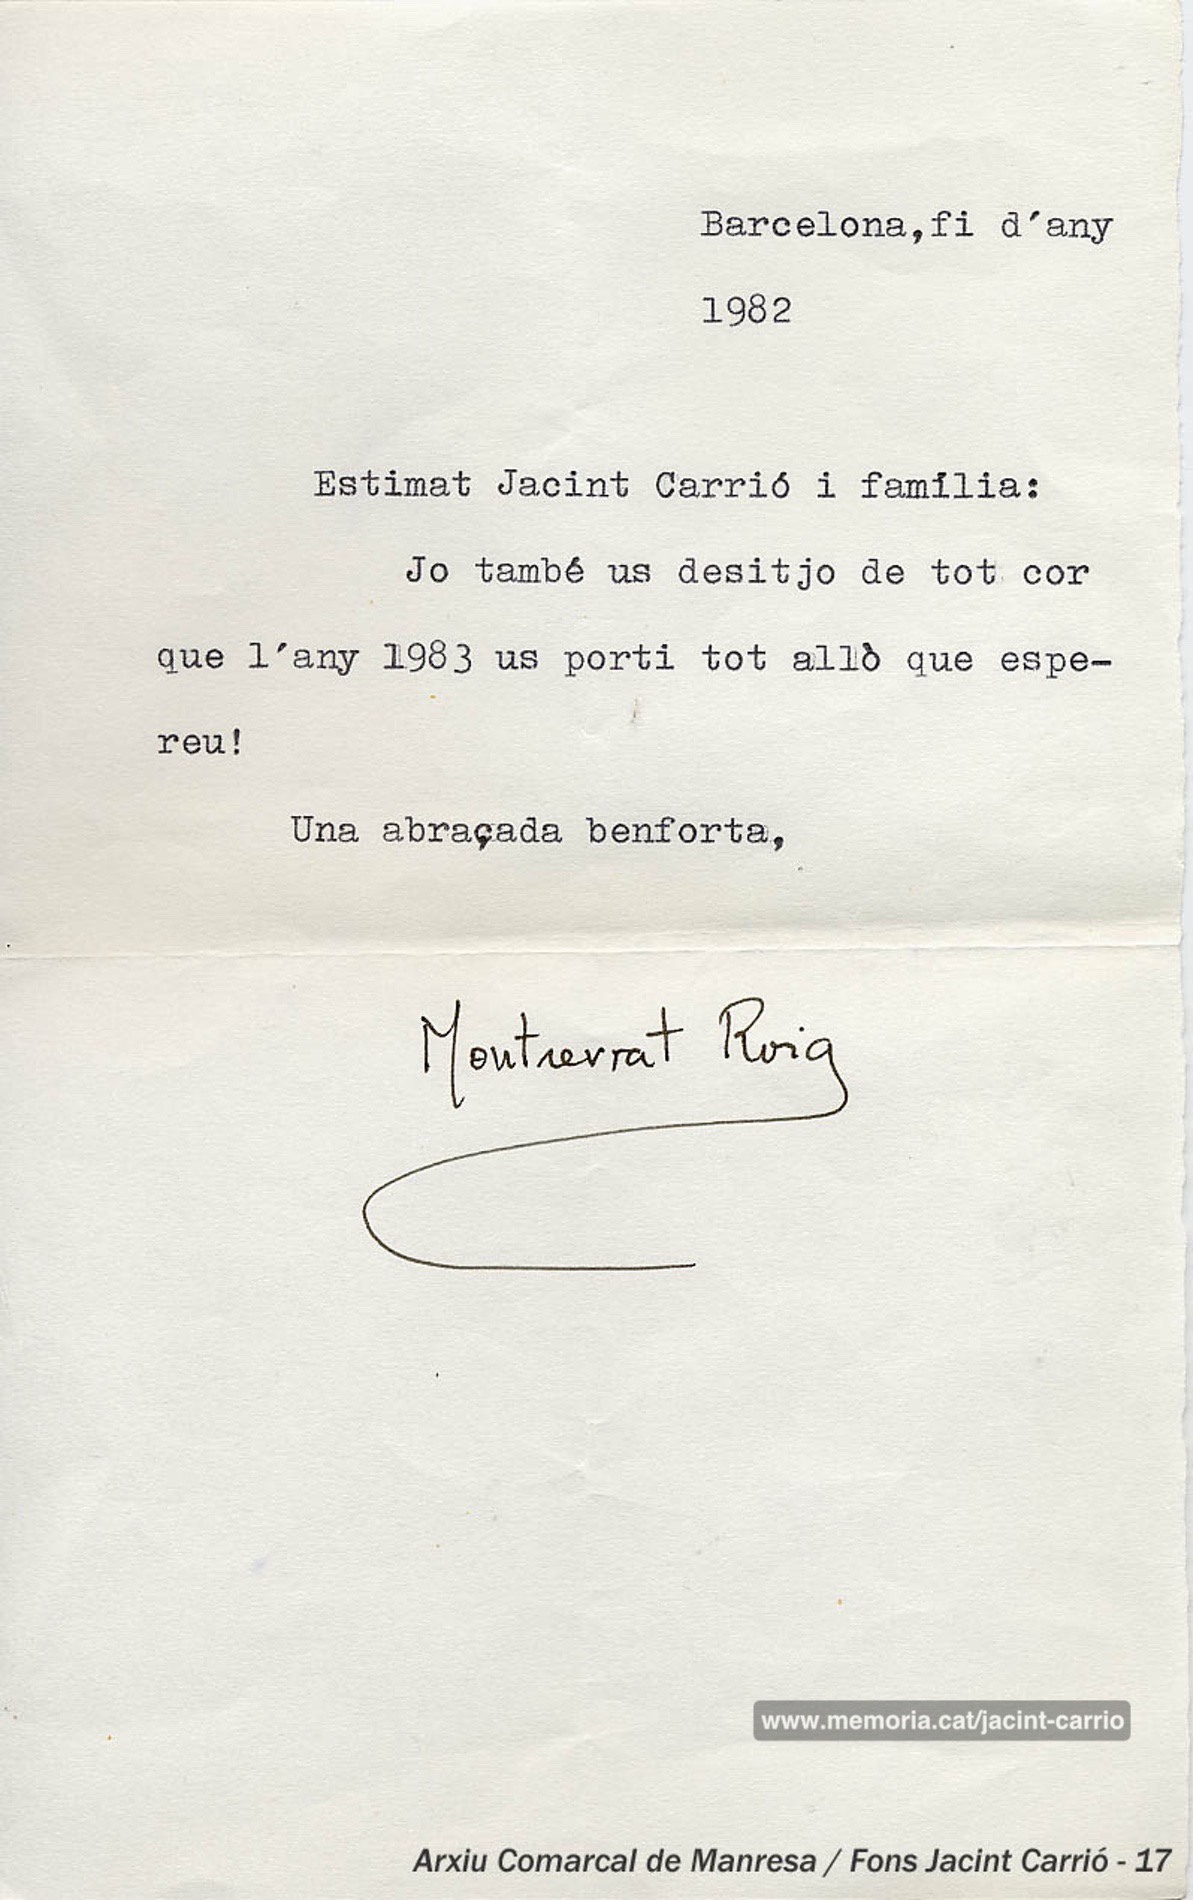 Barcelona,fi d'any
1982
Estimat Jacint Carrió i família:
Jo també us desitjo de tot cor
que l'any 1983 us porti tot allò que espe-
reu!
Una abraçada benforta,
Montserrat Roig
www.memoria.cat/jacint-carrio
Arxiu Comarcal de Manresa / Fons Jacint Carrió - 17